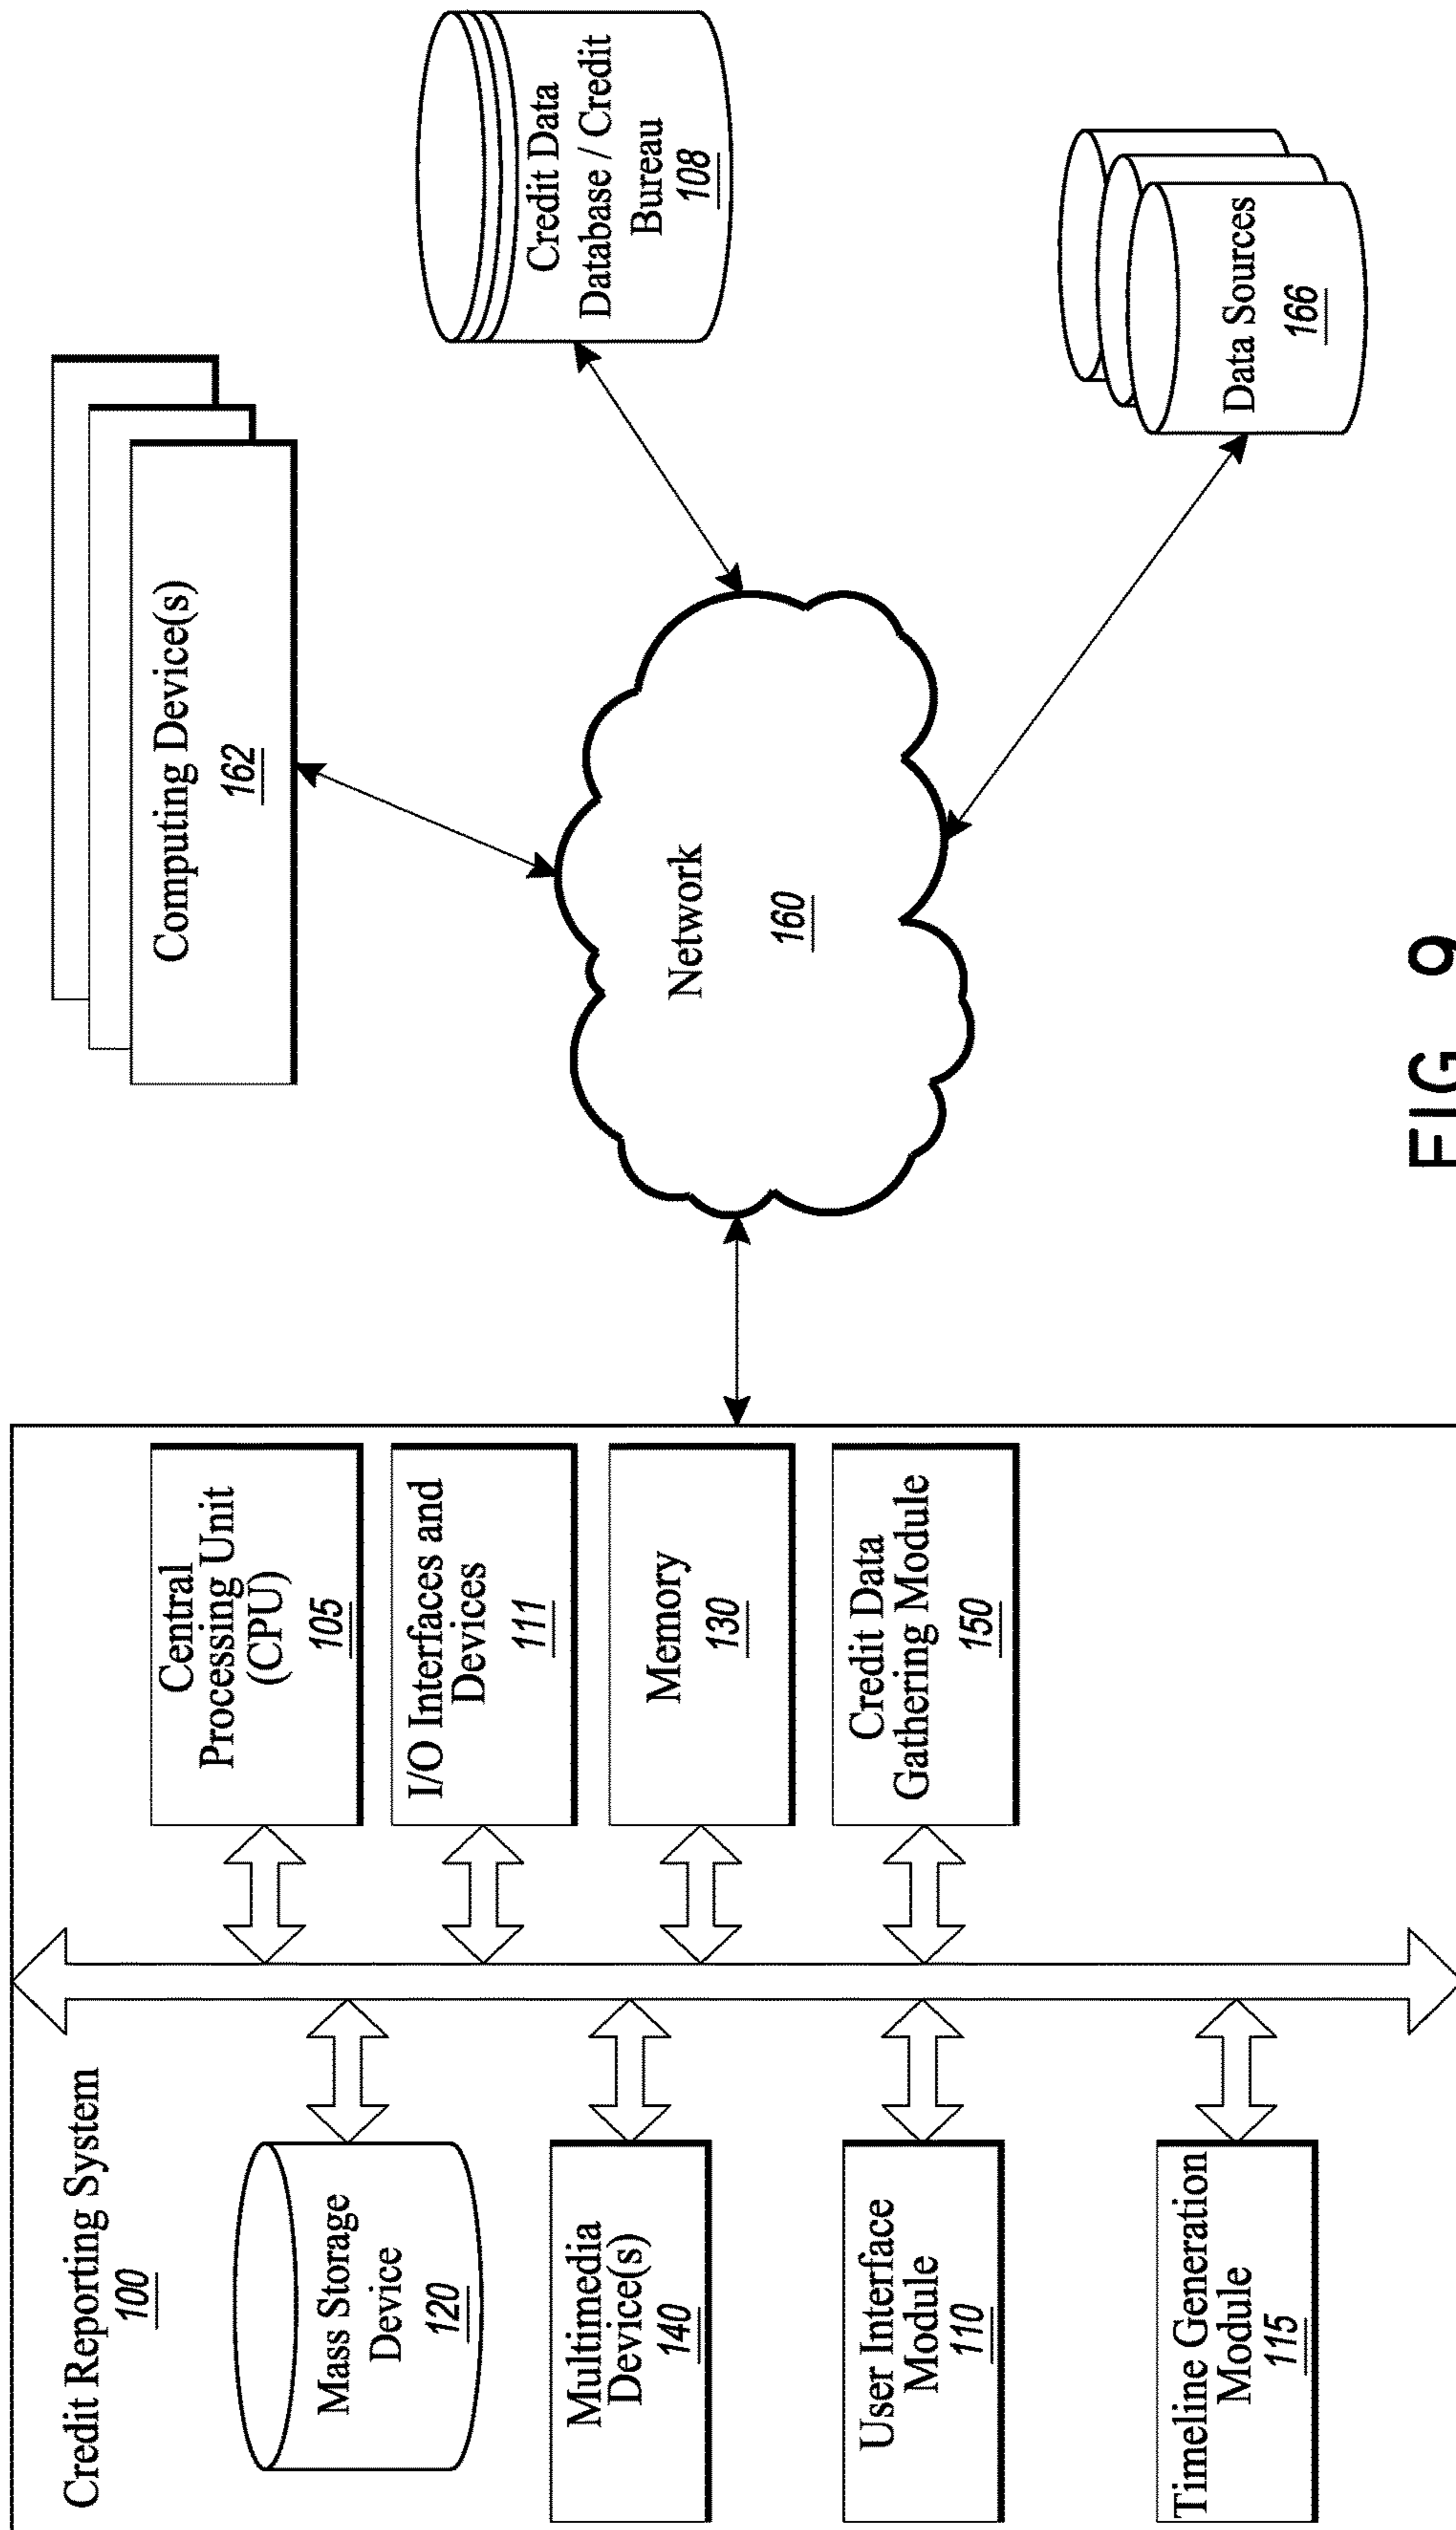 Credit Reporting System
100
Mass Storage
Device
120
Multimedia
Device(s)
140
User Interface
Module
110
Timeline Generation
Module
115
Central
Processing Unit
(CPU)
105
I/O Interfaces and
Devices
111
Memory
130
Credit Data
Gathering Module
150
Network
160
Computing Device(s)
162
Credit Data
Database / Credit
Bureau
108
Data Sources
166
FIG. 9